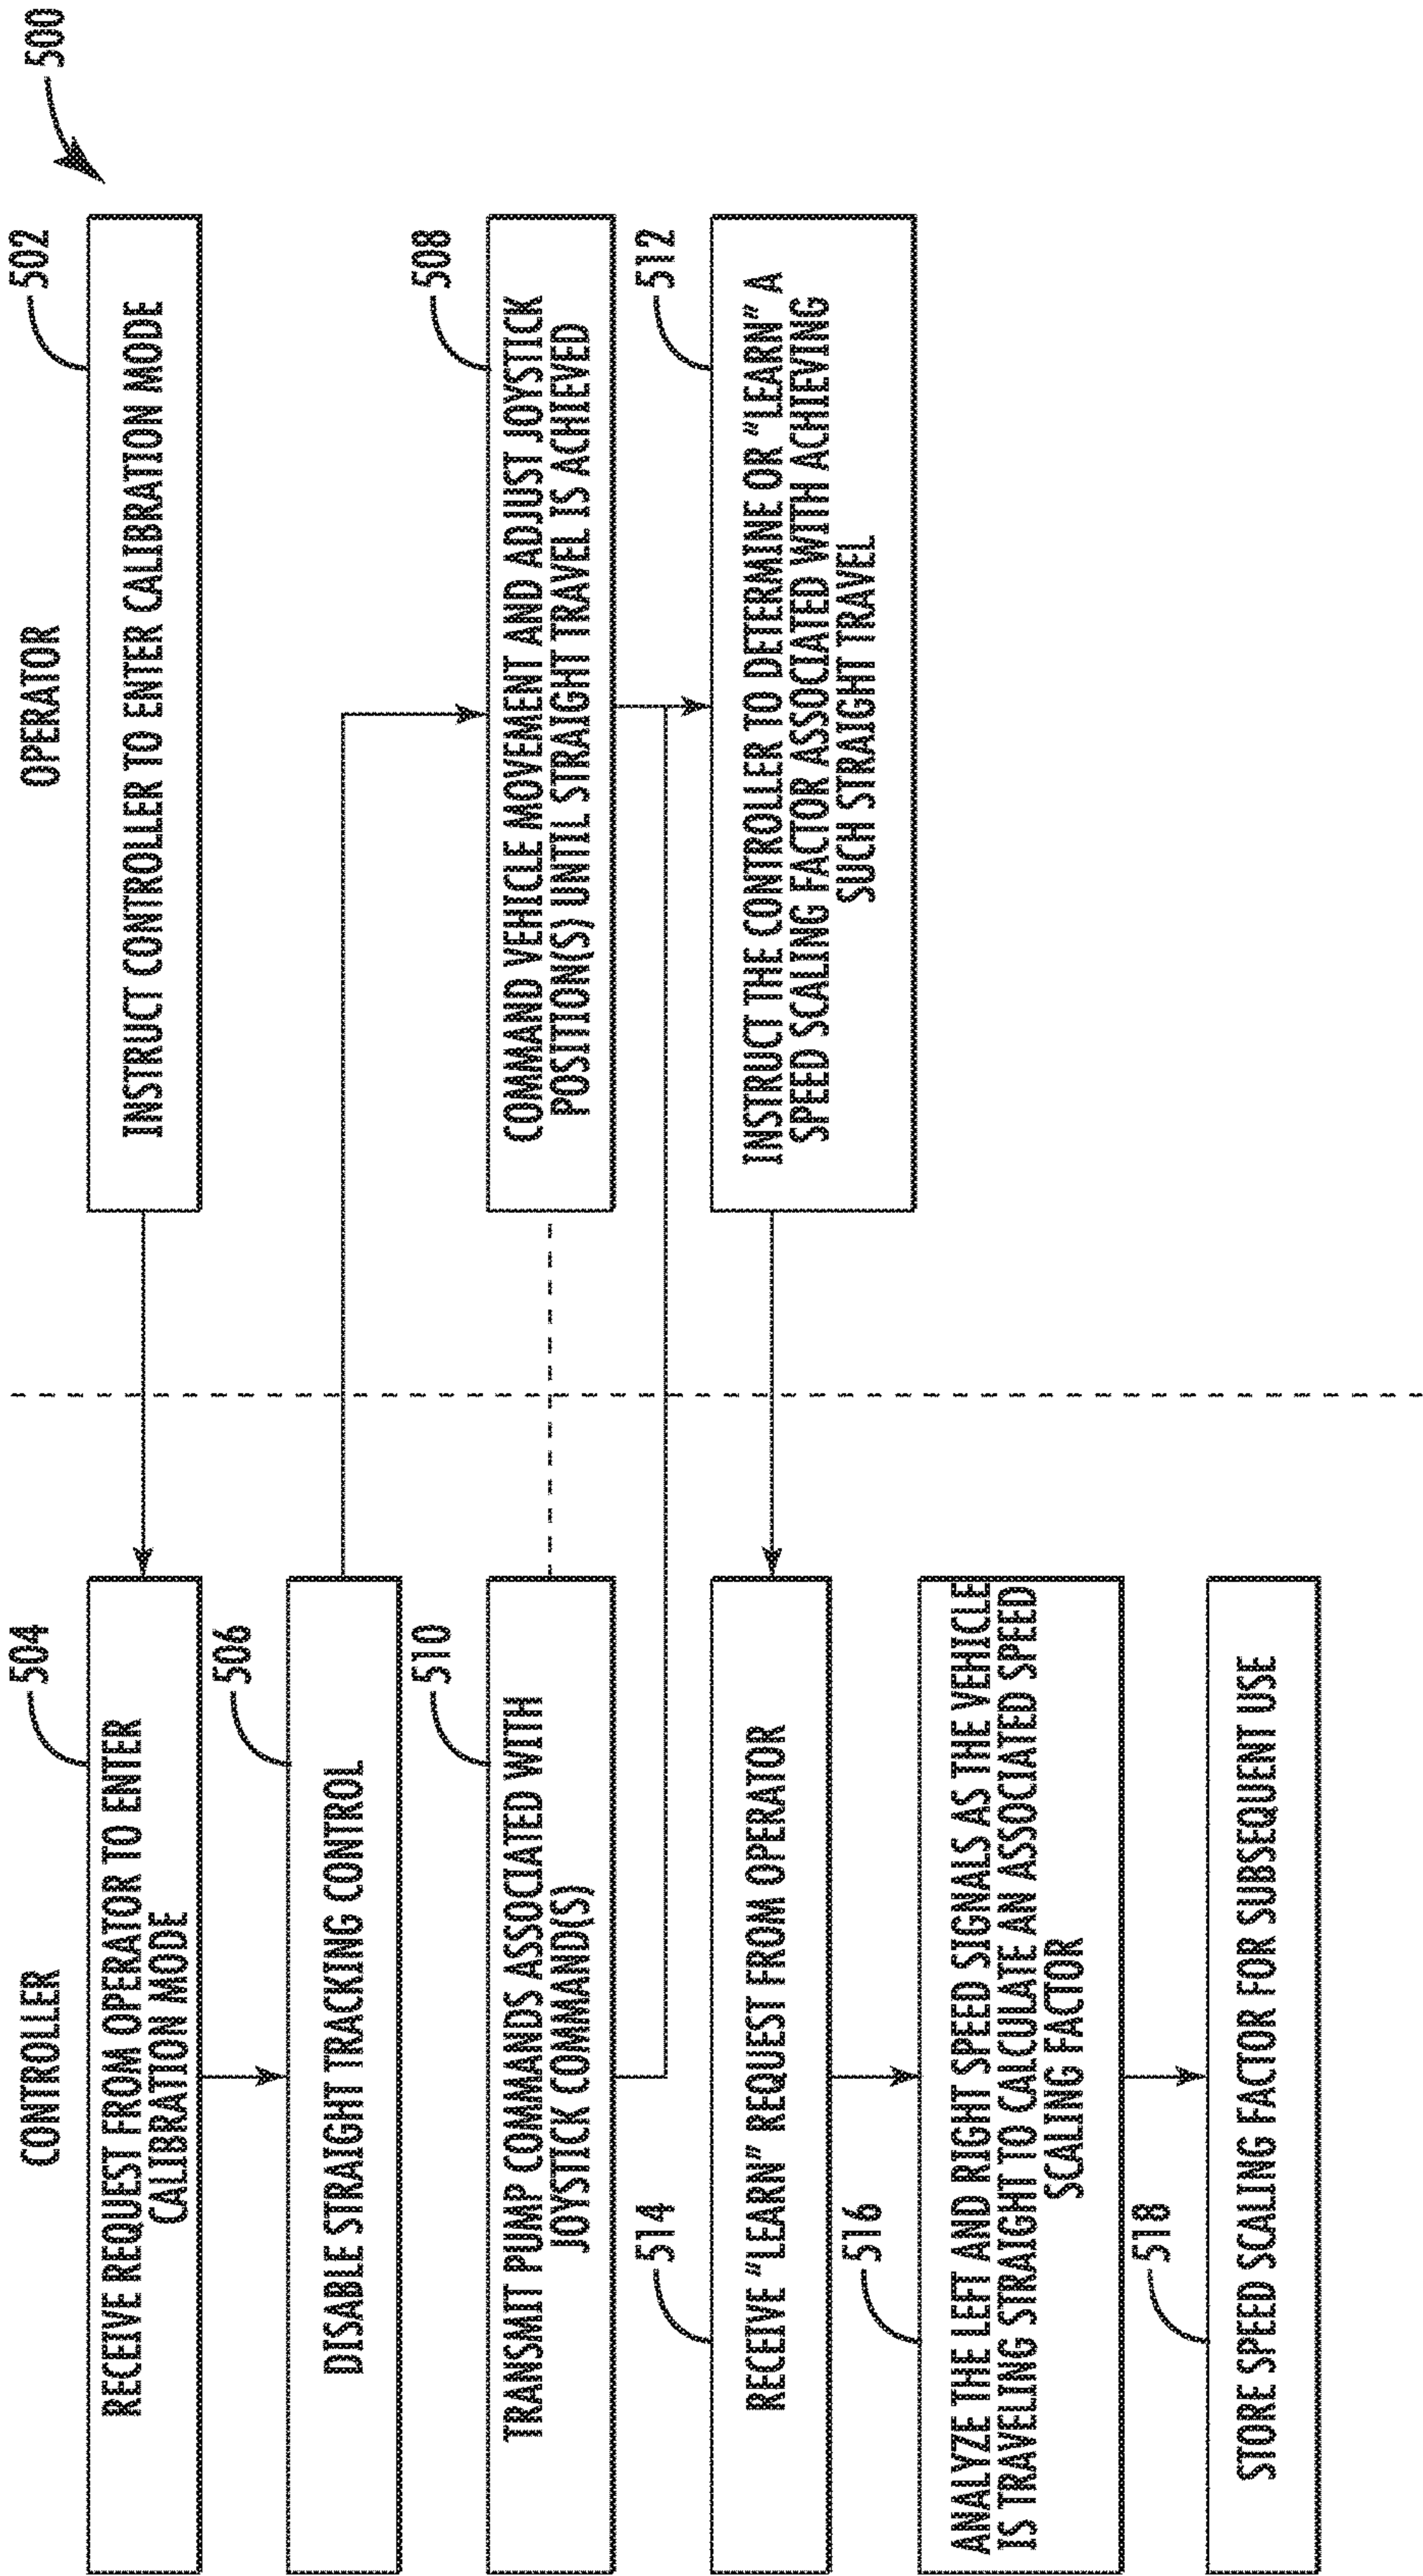 500
CONTROLLER
OPERATOR
504
RECEIVE REQUEST FROM OPERATOR TO ENTER
CALIBRATION MODE
502
INSTRUCT CONTROLLER TO ENTER CALIBRATION MODE
506
DISABLE STRAIGHT TRACKING CONTROL
510
TRANSMIT PUMP COMMANDS ASSOCIATED WITH
JOYSTICK COMMAND(S)
508
COMMAND VEHICLE MOVEMENT AND ADJUST JOYSTICK
POSITION(S) UNTIL STRAIGHT TRAVEL IS ACHIEVED
514
RECEIVE "LEARN" REQUEST FROM OPERATOR
512
INSTRUCT THE CONTROLLER TO DETERMINE OR "LEARN" A
SPEED SCALING FACTOR ASSOCIATED WITH ACHIEVING
SUCH STRAIGHT TRAVEL
516
ANALYZE THE LEFT AND RIGHT SPEED SIGNALS AS THE VEHICLE
IS TRAVELING STRAIGHT TO CALCULATE AN ASSOCIATED SPEED
SCALING FACTOR
518
STORE SPEED SCALING FACTOR FOR SUBSEQUENT USE